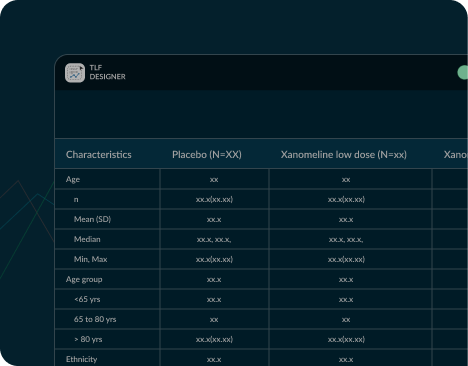 TLF
DESIGNER
Characteristics Placebo (N=XX) Xanomeline low dose (N=xx) Xano
Age xx xx
n xx.x(xx.xx) xx.x(xx.xx)
Mean (SD) xx.x xx.x
Median xx.x, xx.x, xx.x, xx.x,
Min, Max xx.x(xx.xx) xx.x(xx.xx)
Age group xx.x xx.x
<65 yrs xx.x xx.x
65 to 80 yrs xx xx
> 80 yrs xx.x(xx.xx) xx.x(xx.xx)
Ethnicity xx.x xx.x